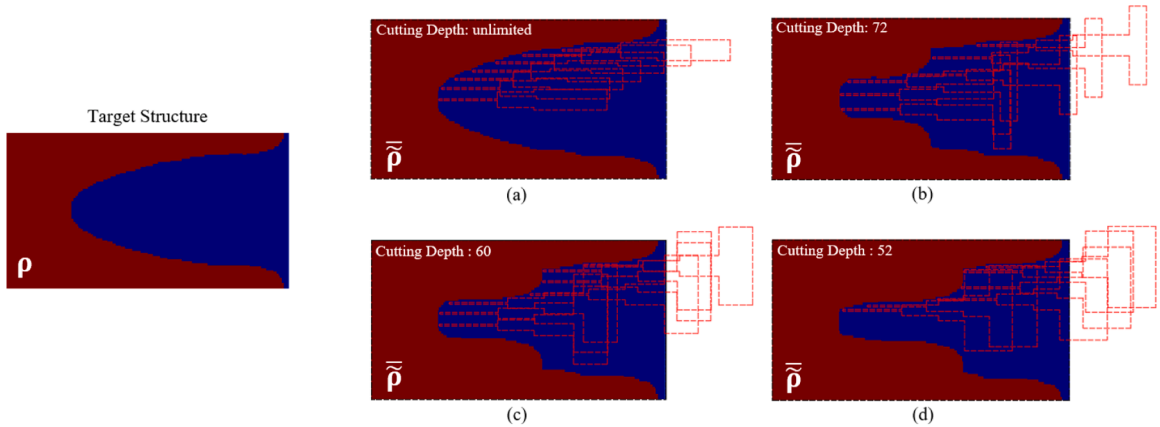 Target Structure
ρ
Cutting Depth: unlimited
ρ̃̅
(a)
Cutting Depth: 72
ρ̃̅
(b)
Cutting Depth : 60
ρ̃̅
(c)
Cutting Depth : 52
ρ̃̅
(d)